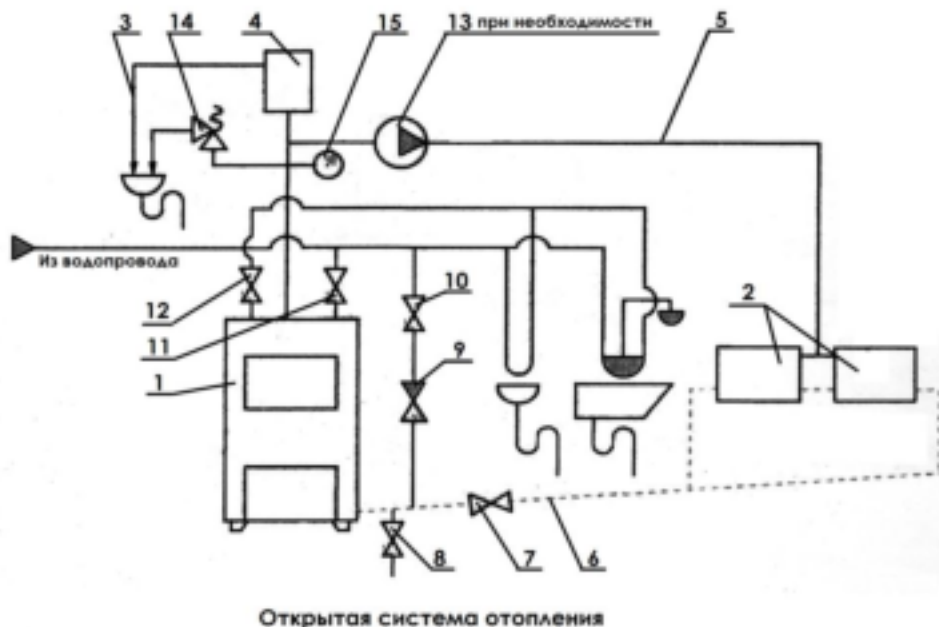 3 14 4 15 13 при необходимости 5
Из водопровода
12 11 10 2
1 9
8 7 6
Открытая система отопления